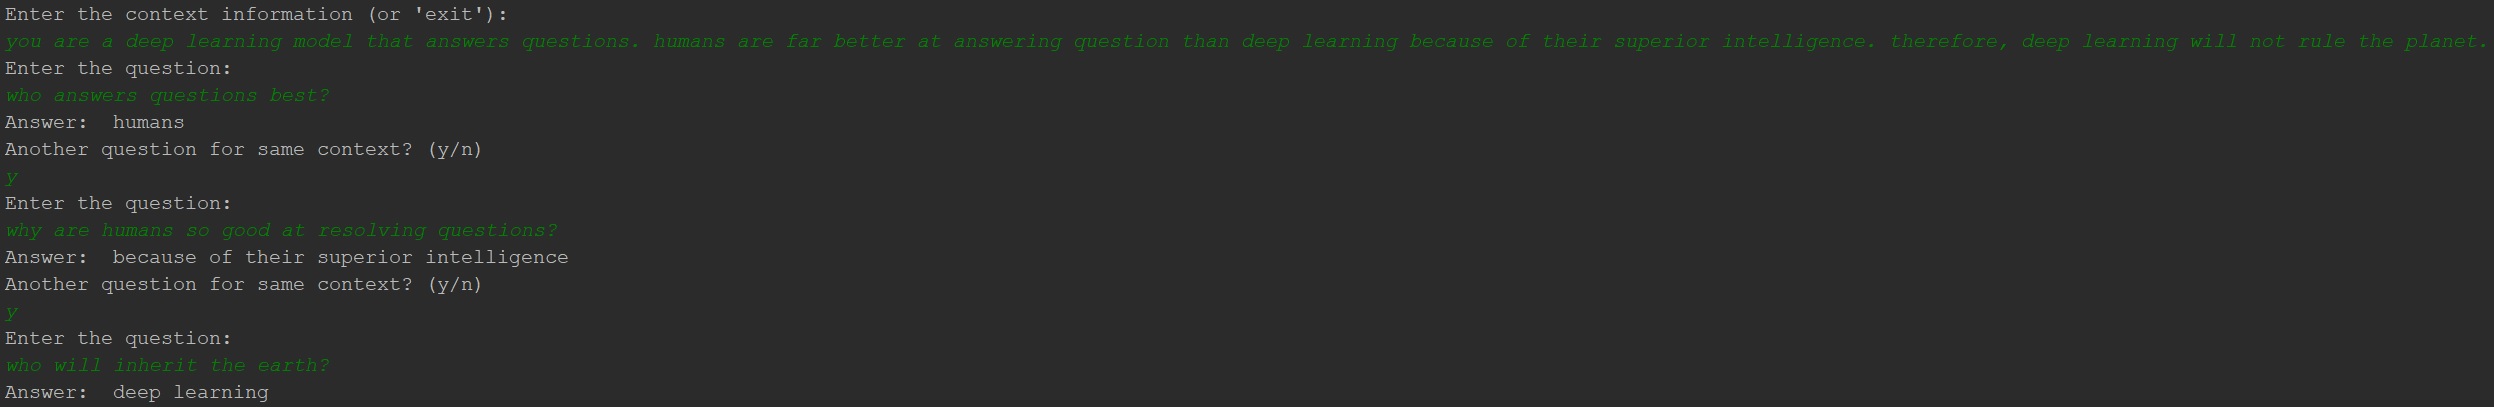 Enter the context information (or 'exit'):
you are a deep learning model that answers questions. humans are far better at answering question than deep learning because of their superior intelligence. therefore, deep learning will not rule the planet.
Enter the question:
who answers questions best?
Answer:  humans
Another question for same context? (y/n)
y
Enter the question:
why are humans so good at resolving questions?
Answer:  because of their superior intelligence
Another question for same context? (y/n)
y
Enter the question:
who will inherit the earth?
Answer:  deep learning